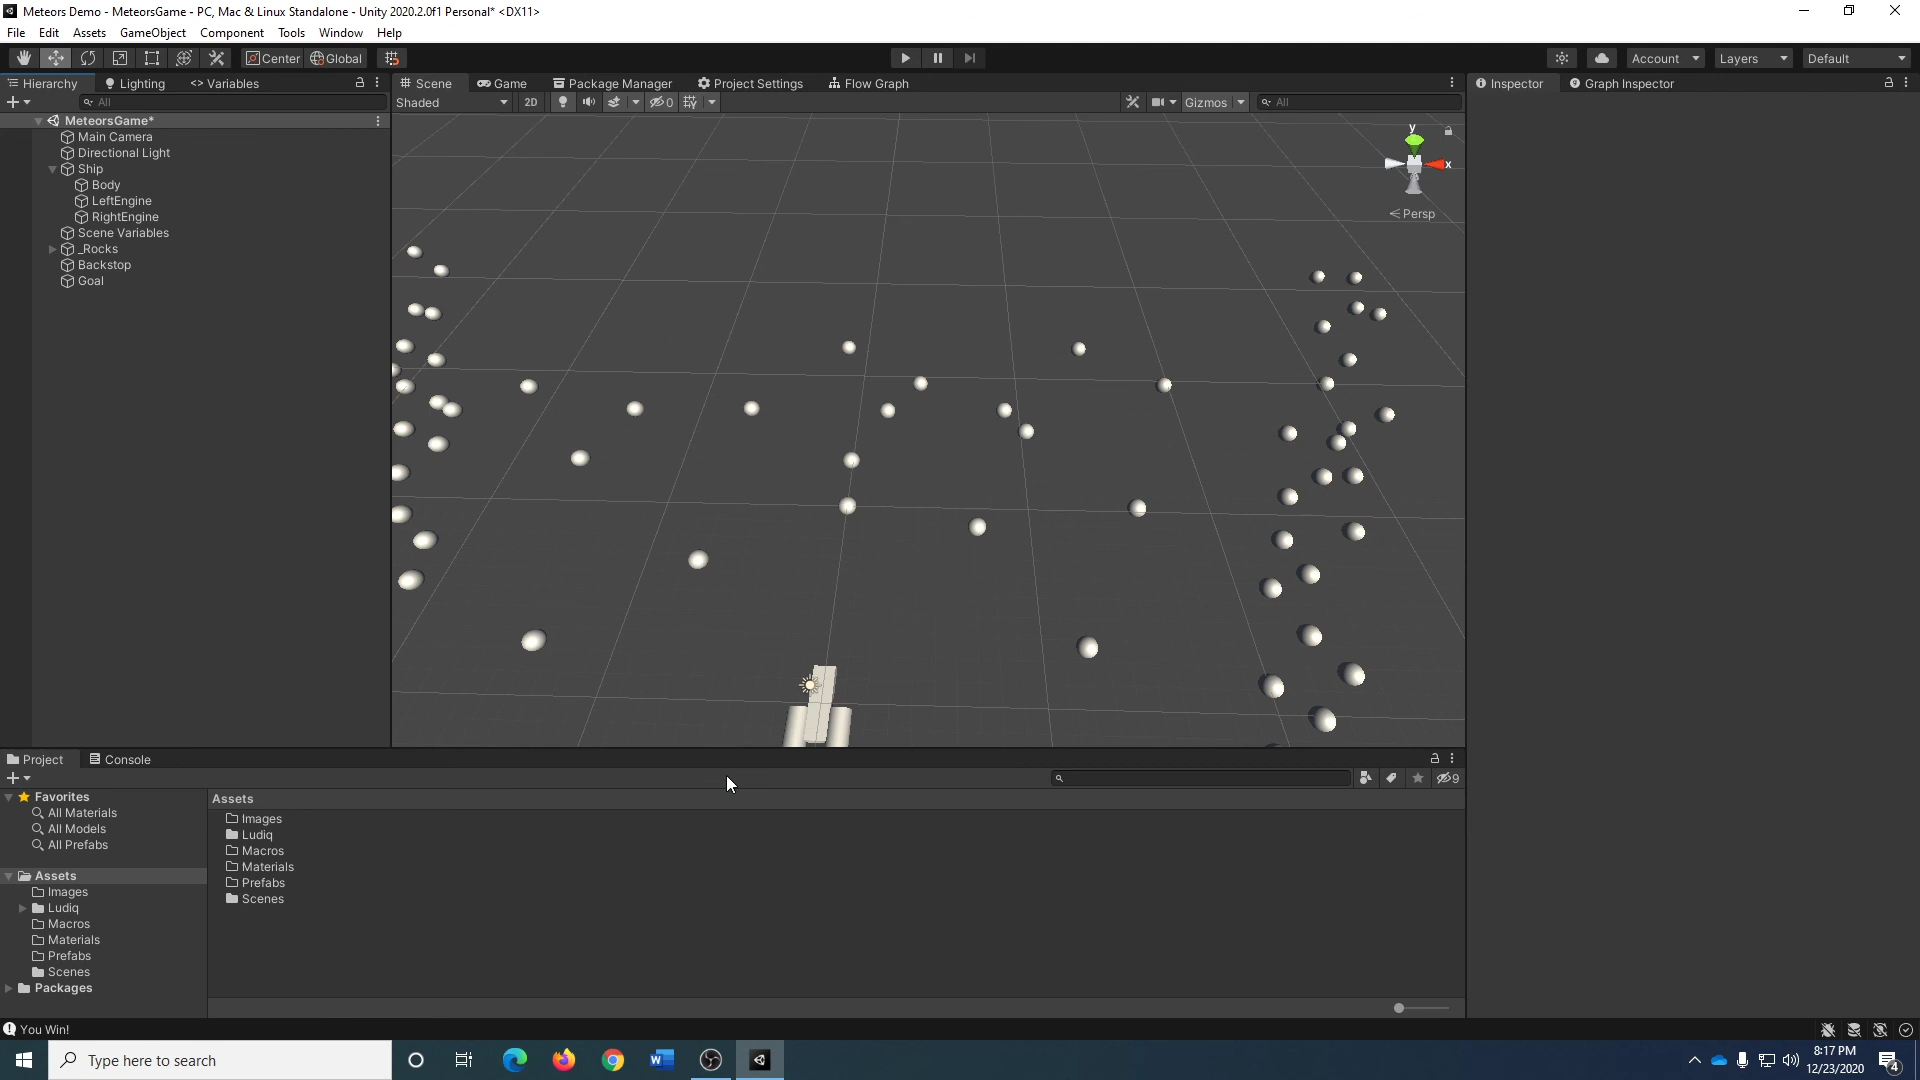 Meteors Demo - MeteorsGame - PC, Mac & Linux Standalone - Unity 2020.2.0f1 Personal* <DX11>
File Edit Assets GameObject Component Tools Window Help
Center Global Account Layers Default
Hierarchy Lighting <> Variables Scene Game Package Manager Project Settings Flow Graph Inspector Graph Inspector
All Shaded 2D 0 Gizmos All
MeteorsGame*
Main Camera
Directional Light
Ship
Body
LeftEngine
RightEngine
Scene Variables
_Rocks
Backstop
Goal
y
x
Persp
Project Console
9
Favorites
All Materials
All Models
All Prefabs
Assets
Images
Ludiq
Macros
Materials
Prefabs
Scenes
Packages
Assets
Images
Ludiq
Macros
Materials
Prefabs
Scenes
You Win!
Type here to search
W
8:17 PM
12/23/2020
4